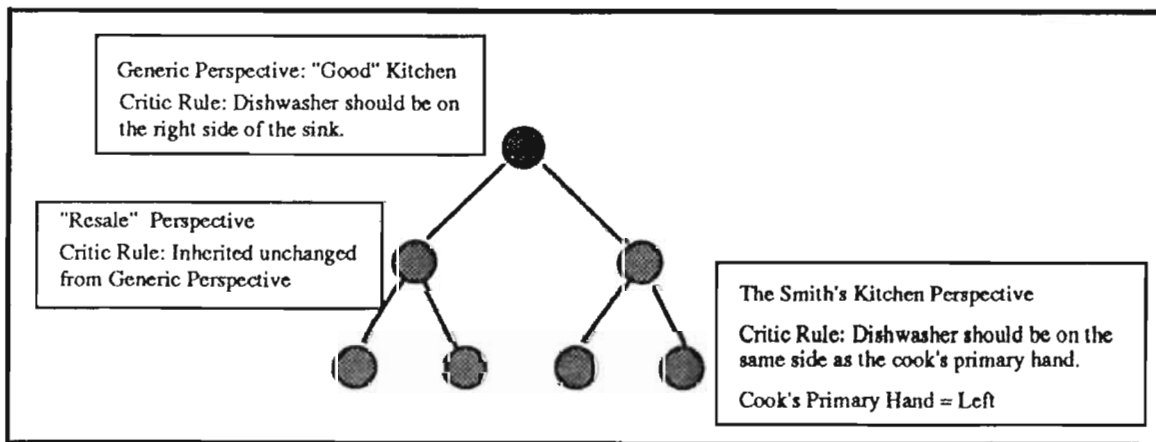 Generic Perspective: "Good" Kitchen
Critic Rule: Dishwasher should be on
the right side of the sink.
"Resale" Perspective
Critic Rule: Inherited unchanged
from Generic Perspective
The Smith's Kitchen Perspective
Critic Rule: Dishwasher should be on the
same side as the cook's primary hand.
Cook's Primary Hand = Left